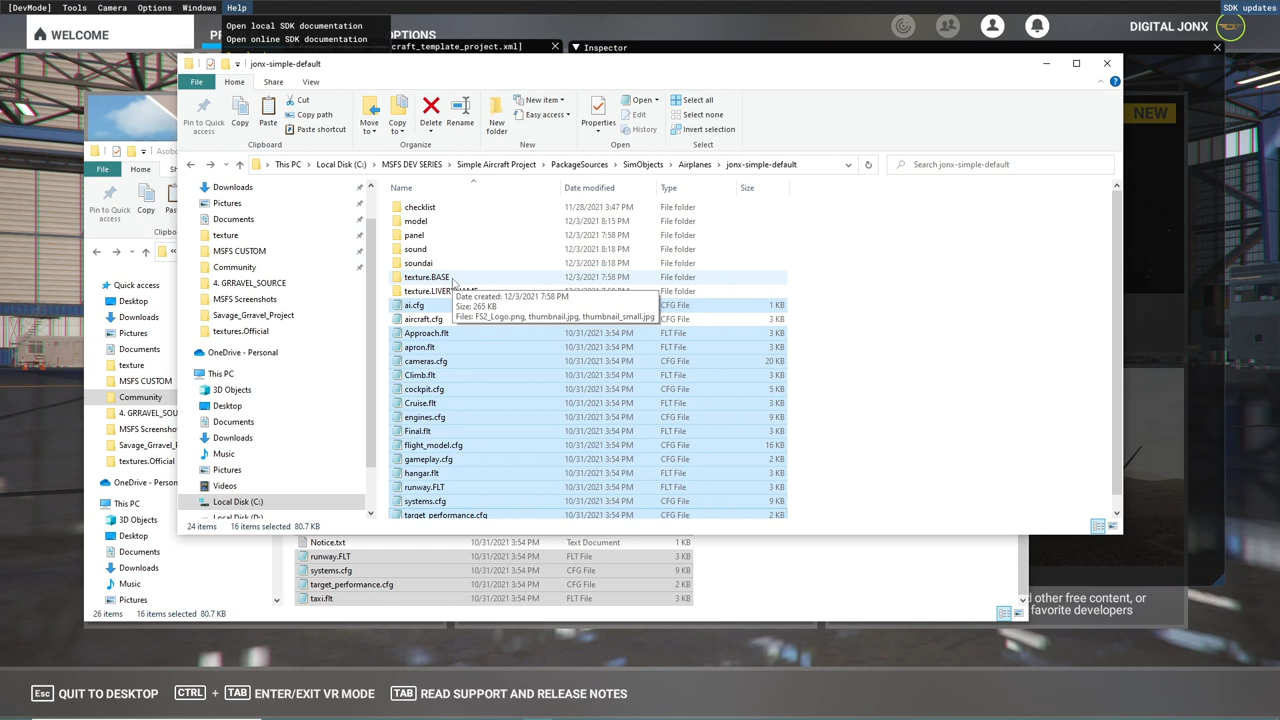 [DevMode] Tools Camera Options Windows Help SDK updates
Open local SDK documentation
Open online SDK documentation
WELCOME OPTIONS DIGITAL JONX
craft_template_project.xml] Inspector
NEW
jonx-simple-default
File Home Share View
Pin to Quick access
Copy
Paste
Cut
Copy path
Paste shortcut
Clipboard
Move to
Copy to
Delete
Rename
Organize
New folder
New item
Easy access
New
Properties
Open
Edit
History
Open
Select all
Select none
Invert selection
Select
This PC Local Disk (C:) MSFS DEV SERIES Simple Aircraft Project PackageSources SimObjects Airplanes jonx-simple-default
Search jonx-simple-default
Downloads
Pictures
Documents
texture
MSFS CUSTOM
Community
4. GRRAVEL_SOURCE
MSFS Screenshots
Savage_Grravel_Project
textures.Official
OneDrive - Personal
This PC
3D Objects
Desktop
Documents
Downloads
Music
Pictures
Videos
Local Disk (C:)
Name Date modified Type Size
checklist 11/28/2021 3:47 PM File folder
model 12/3/2021 8:15 PM File folder
panel 12/3/2021 7:58 PM File folder
sound 12/3/2021 8:18 PM File folder
soundai 12/3/2021 8:18 PM File folder
texture.BASE 12/3/2021 7:58 PM File folder
File folder
Date created: 12/3/2021 7:58 PM
Size: 265 KB
Files: FS2_Logo.png, thumbnail.jpg, thumbnail_small.jpg
ai.cfg CFG File 1 KB
aircraft.cfg CFG File 3 KB
Approach.flt 10/31/2021 3:54 PM FLT File 3 KB
apron.flt 10/31/2021 3:54 PM FLT File 3 KB
cameras.cfg 10/31/2021 3:54 PM CFG File 20 KB
Climb.flt 10/31/2021 3:54 PM FLT File 3 KB
cockpit.cfg 10/31/2021 3:54 PM CFG File 5 KB
Cruise.flt 10/31/2021 3:54 PM FLT File 3 KB
engines.cfg 10/31/2021 3:54 PM CFG File 9 KB
Final.flt 10/31/2021 3:54 PM FLT File 3 KB
flight_model.cfg 10/31/2021 3:54 PM CFG File 16 KB
gameplay.cfg 10/31/2021 3:54 PM CFG File 2 KB
hangar.flt 10/31/2021 3:54 PM FLT File 3 KB
runway.FLT 10/31/2021 3:54 PM FLT File 3 KB
systems.cfg 10/31/2021 3:54 PM CFG File 9 KB
target_performance.cfg 10/31/2021 3:54 PM CFG File 2 KB
24 items 16 items selected 80.7 KB
File Home
Pin to Quick access
Copy
Quick access
Desktop
Downloads
Pictures
Documents
texture
MSFS CUSTOM
Community
4. GRRAVEL_SOU
MSFS Screensho
Savage_Grravel_P
textures.Official
OneDrive - Person
This PC
3D Objects
Desktop
Documents
Downloads
Music
Pictures
Notice.txt 10/31/2021 3:54 PM Text Document 1 KB
runway.FLT 10/31/2021 3:54 PM FLT File 3 KB
systems.cfg 10/31/2021 3:54 PM CFG File 9 KB
target_performance.cfg 10/31/2021 3:54 PM CFG File 2 KB
taxi.flt 10/31/2021 3:54 PM FLT File 3 KB
26 items 16 items selected 80.7 KB
other free content, or
favorite developers
Esc QUIT TO DESKTOP CTRL + TAB ENTER/EXIT VR MODE TAB READ SUPPORT AND RELEASE NOTES